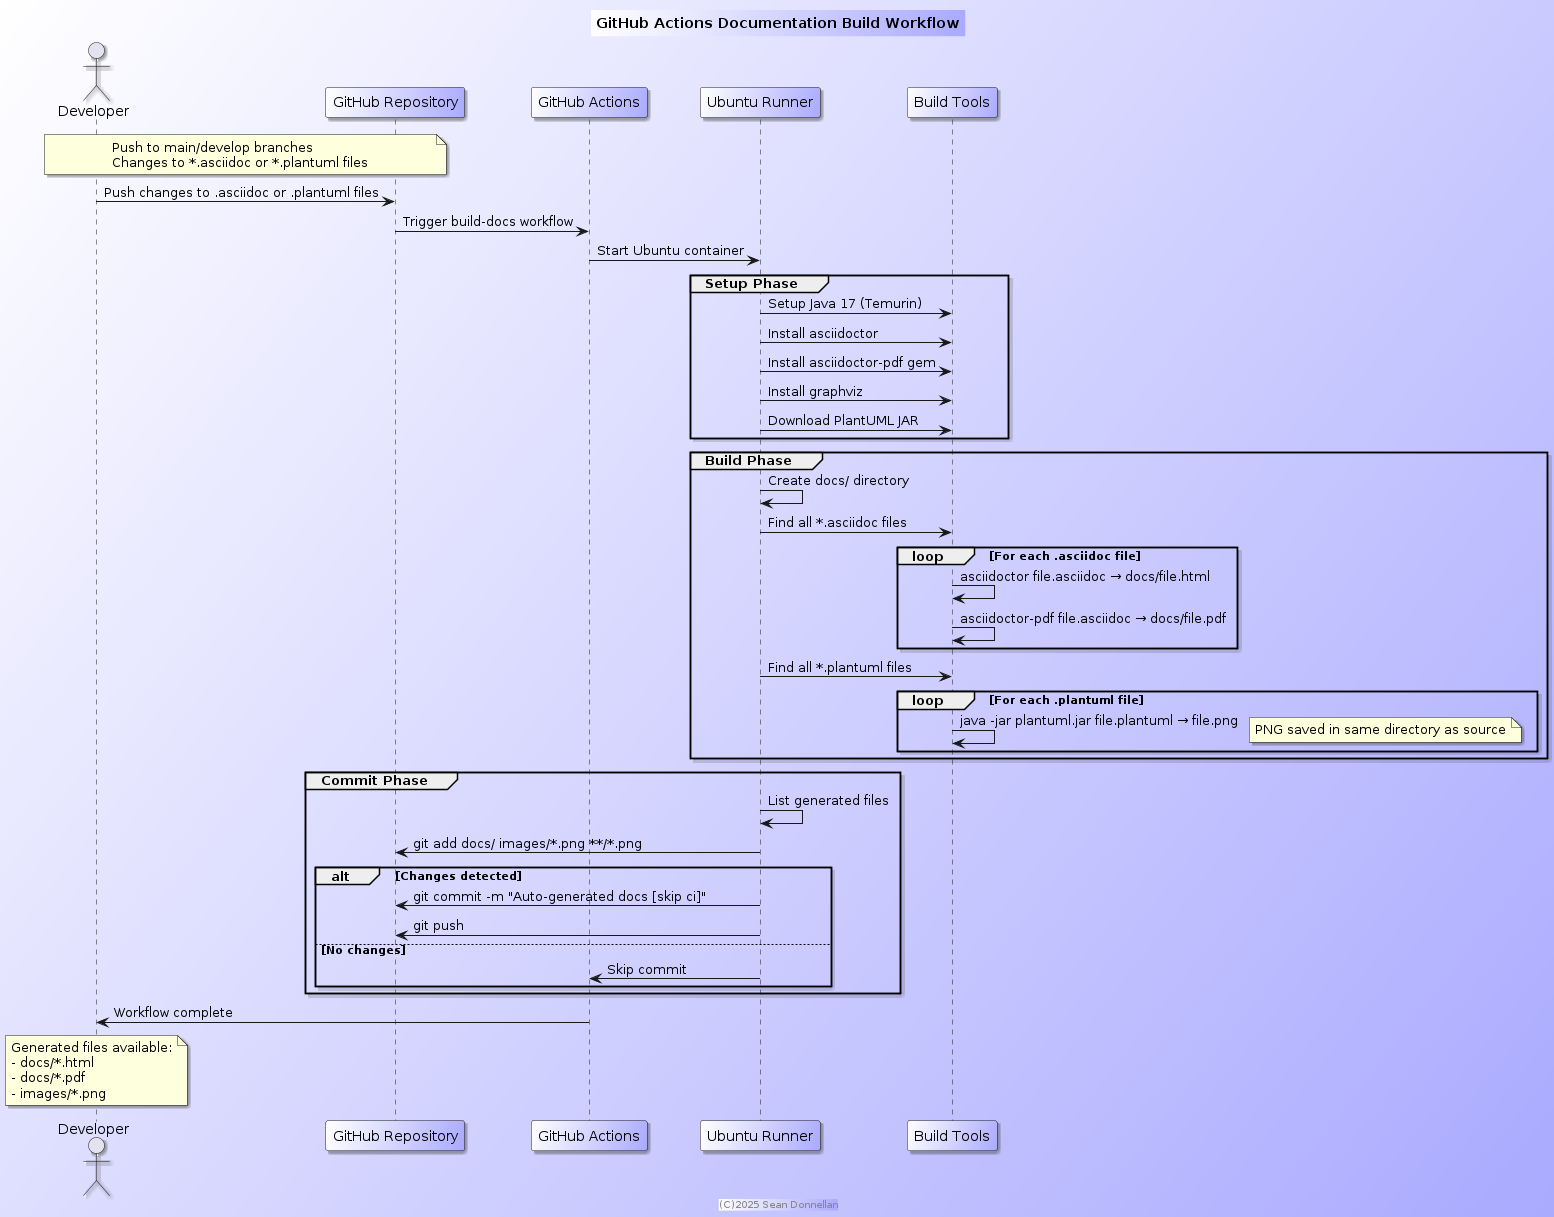 GitHub Actions Documentation Build Workflow
Developer
GitHub Repository
GitHub Actions
Ubuntu Runner
Build Tools
Push to main/develop branches
Changes to *.asciidoc or *.plantuml files
Push changes to .asciidoc or .plantuml files
Trigger build-docs workflow
Start Ubuntu container
Setup Phase
Setup Java 17 (Temurin)
Install asciidoctor
Install asciidoctor-pdf gem
Install graphviz
Download PlantUML JAR
Build Phase
Create docs/ directory
Find all *.asciidoc files
loop [For each .asciidoc file]
asciidoctor file.asciidoc → docs/file.html
asciidoctor-pdf file.asciidoc → docs/file.pdf
Find all *.plantuml files
loop [For each .plantuml file]
java -jar plantuml.jar file.plantuml → file.png
PNG saved in same directory as source
Commit Phase
List generated files
git add docs/ images/*.png **/*.png
alt [Changes detected]
git commit -m "Auto-generated docs [skip ci]"
git push
[No changes]
Skip commit
Workflow complete
Generated files available:
- docs/*.html
- docs/*.pdf
- images/*.png
Developer
GitHub Repository
GitHub Actions
Ubuntu Runner
Build Tools
(C)2025 Sean Donnellan